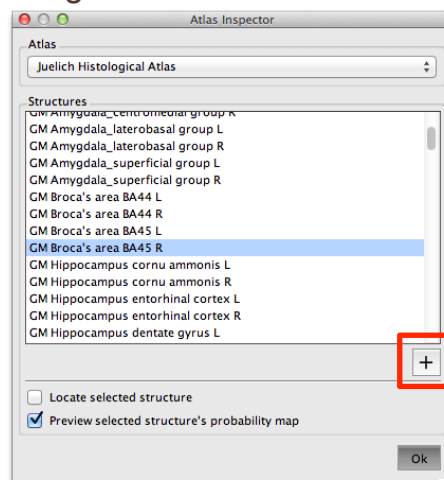 Atlas Inspector
Atlas
Juelich Histological Atlas
Structures
GM Amygdala_centromedial group R
GM Amygdala_laterobasal group L
GM Amygdala_laterobasal group R
GM Amygdala_superficial group L
GM Amygdala_superficial group R
GM Broca's area BA44 L
GM Broca's area BA44 R
GM Broca's area BA45 L
GM Broca's area BA45 R
GM Hippocampus cornu ammonis L
GM Hippocampus cornu ammonis R
GM Hippocampus entorhinal cortex L
GM Hippocampus entorhinal cortex R
GM Hippocampus dentate gyrus L
+
Locate selected structure
Preview selected structure's probability map
Ok